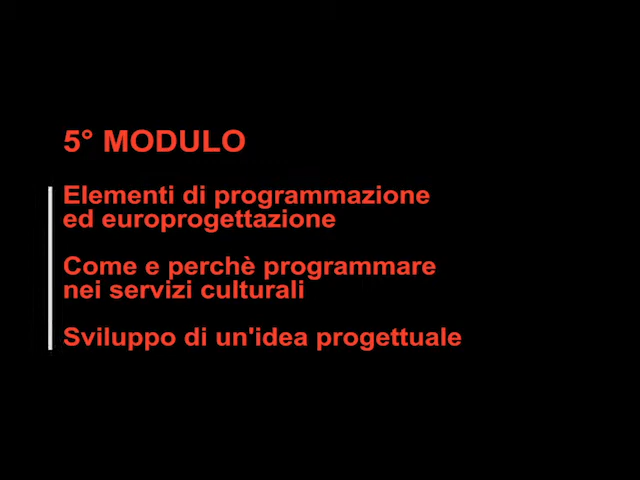 5° MODULO
Elementi di programmazione
ed europrogettazione
Come e perchè programmare
nei servizi culturali
Sviluppo di un'idea progettuale